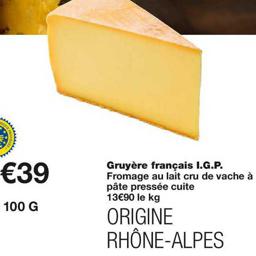 €39
100 G
Gruyère français I.G.P.
Fromage au lait cru de vache à
pâte pressée cuite
13€90 le kg
ORIGINE
RHÔNE-ALPES